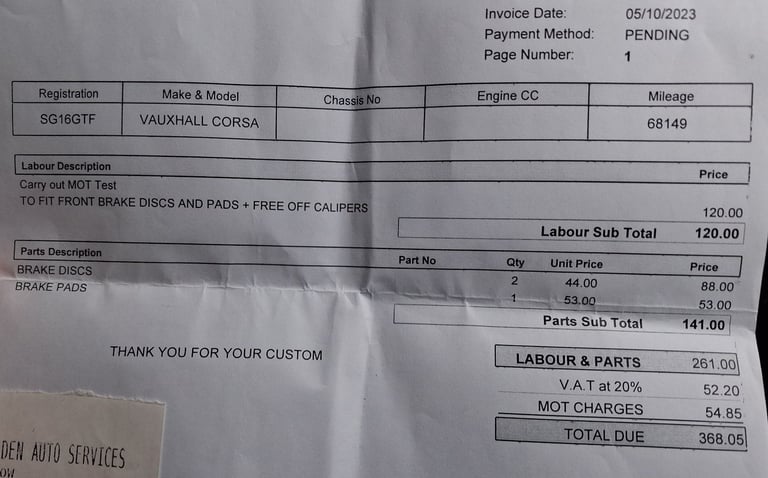 Invoice Date: 05/10/2023
Payment Method: PENDING
Page Number: 1
Registration Make & Model Chassis No Engine CC Mileage
SG16GTF VAUXHALL CORSA 68149
Labour Description Price
Carry out MOT Test
TO FIT FRONT BRAKE DISCS AND PADS + FREE OFF CALIPERS 120.00
Labour Sub Total 120.00
Parts Description Part No Qty Unit Price Price
BRAKE DISCS 2 44.00 88.00
BRAKE PADS 1 53.00 53.00
Parts Sub Total 141.00
THANK YOU FOR YOUR CUSTOM
LABOUR & PARTS 261.00
V.A.T at 20% 52.20
MOT CHARGES 54.85
TOTAL DUE 368.05
DEN AUTO SERVICES
OW